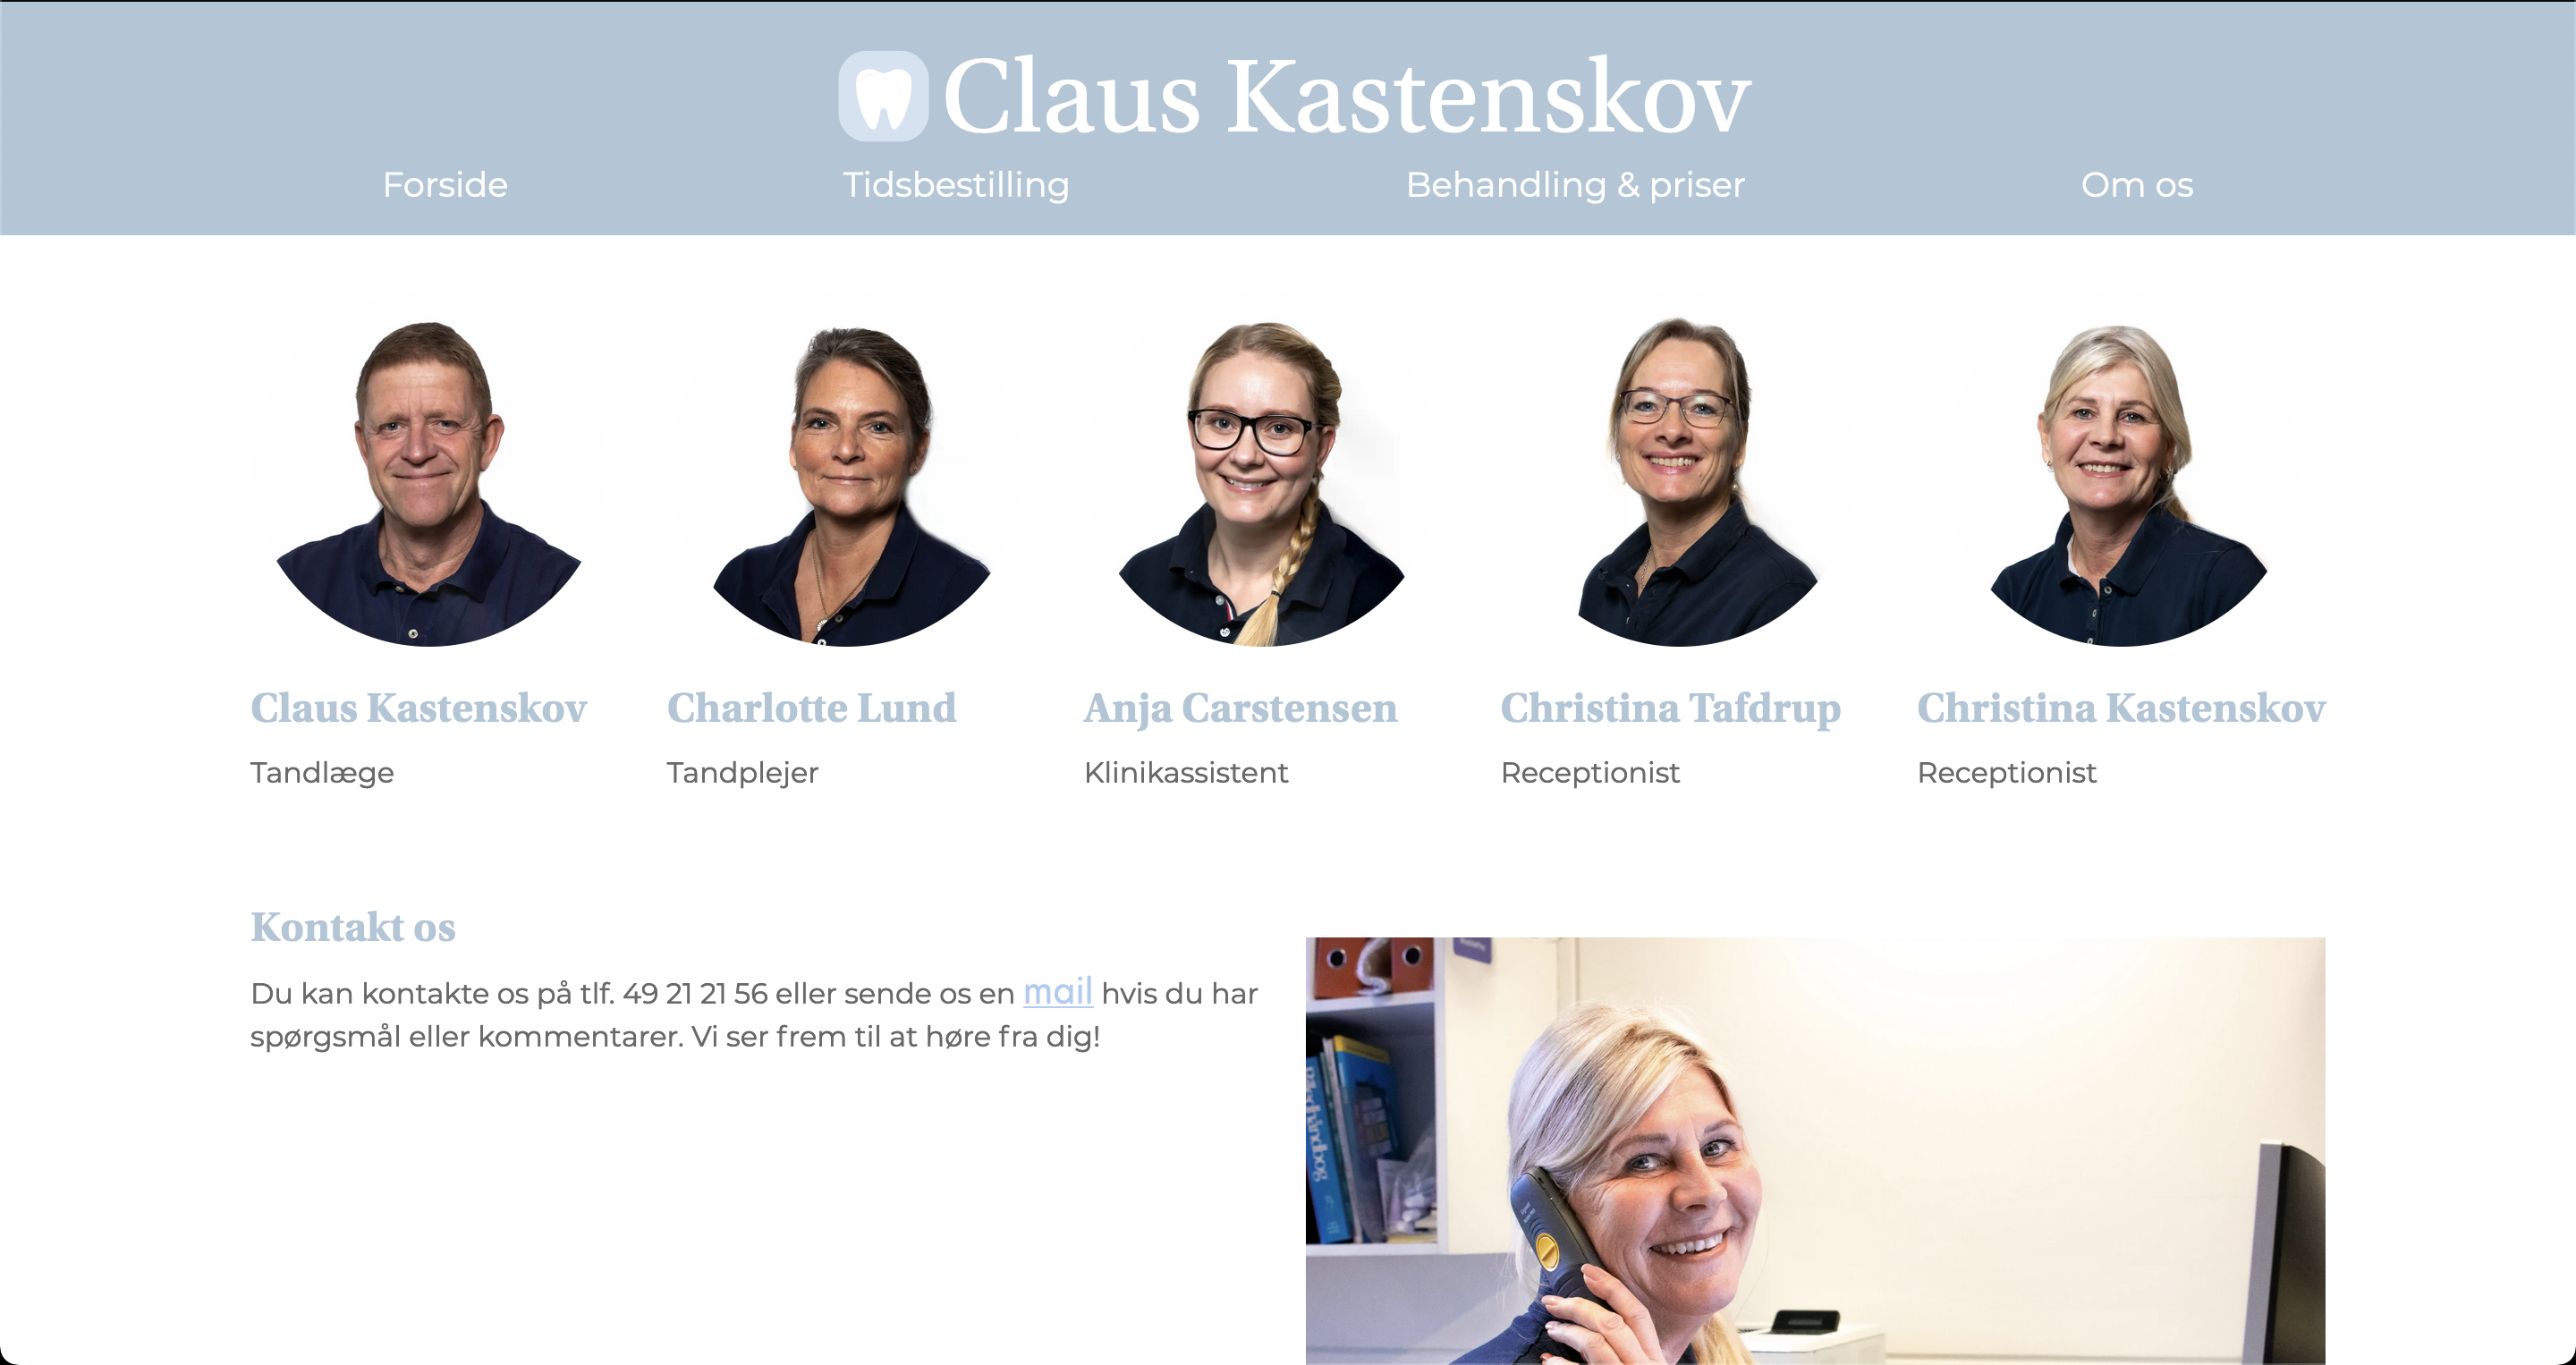 Claus Kastenskov
Forside Tidsbestilling Behandling & priser Om os
Claus Kastenskov Charlotte Lund Anja Carstensen Christina Tafdrup Christina Kastenskov
Tandlæge Tandplejer Klinikassistent Receptionist Receptionist
Kontakt os
Du kan kontakte os på tlf. 49 21 21 56 eller sende os en mail hvis du har
spørgsmål eller kommentarer. Vi ser frem til at høre fra dig!